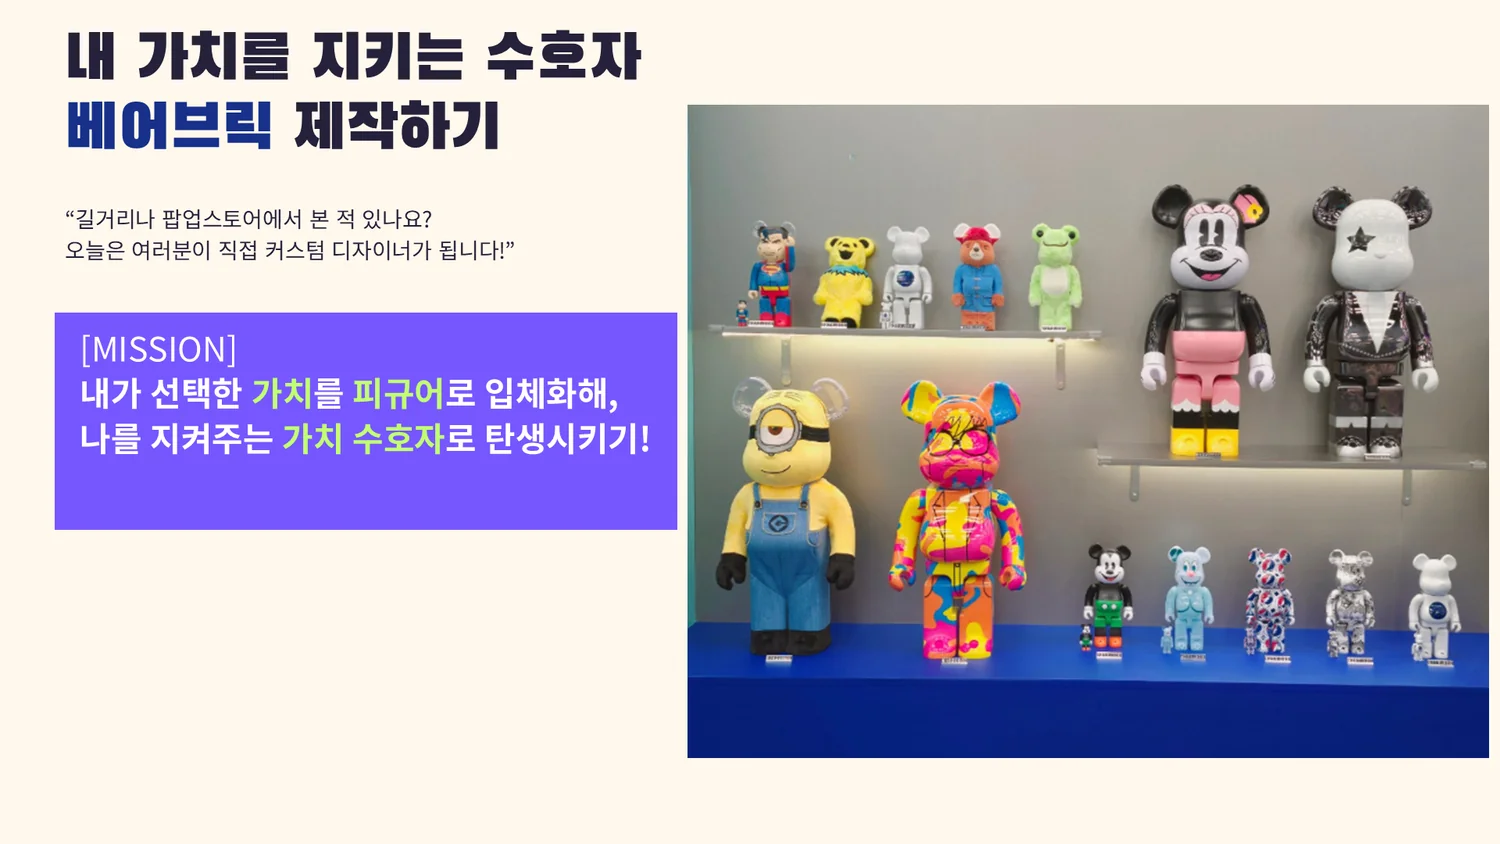 내 가치를 지키는 수호자
베어브릭 제작하기
“길거리나 팝업스토어에서 본 적 있나요?
오늘은 여러분이 직접 커스텀 디자이너가 됩니다!”
[MISSION]
내가 선택한 가치를 피규어로 입체화해,
나를 지켜주는 가치 수호자로 탄생시키기!